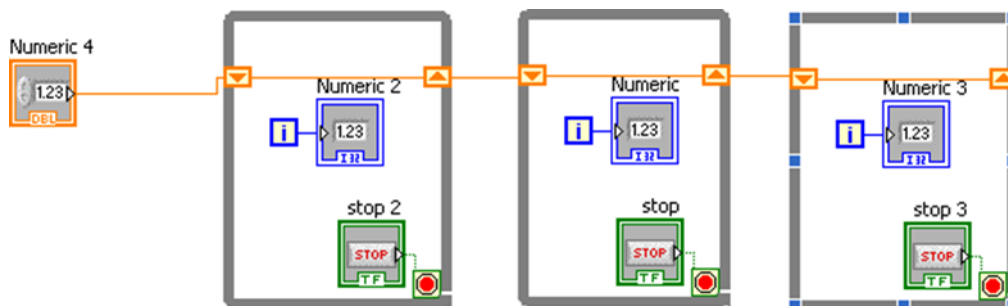 Numeric 4
1.23
DBL
Numeric 2
i
1.23
I32
stop 2
STOP
TF
Numeric
i
1.23
I32
stop
STOP
TF
Numeric 3
i
1.23
I32
stop 3
STOP
TF